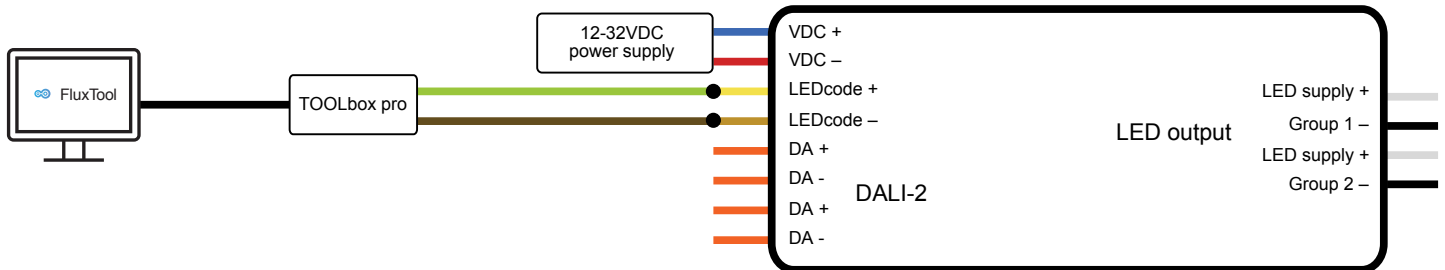 FluxTool
TOOLbox pro
12-32VDC
power supply
VDC +
VDC –
LEDcode +
LEDcode –
DA +
DA -
DA +
DA -
DALI-2
LED output
LED supply +
Group 1 –
LED supply +
Group 2 –